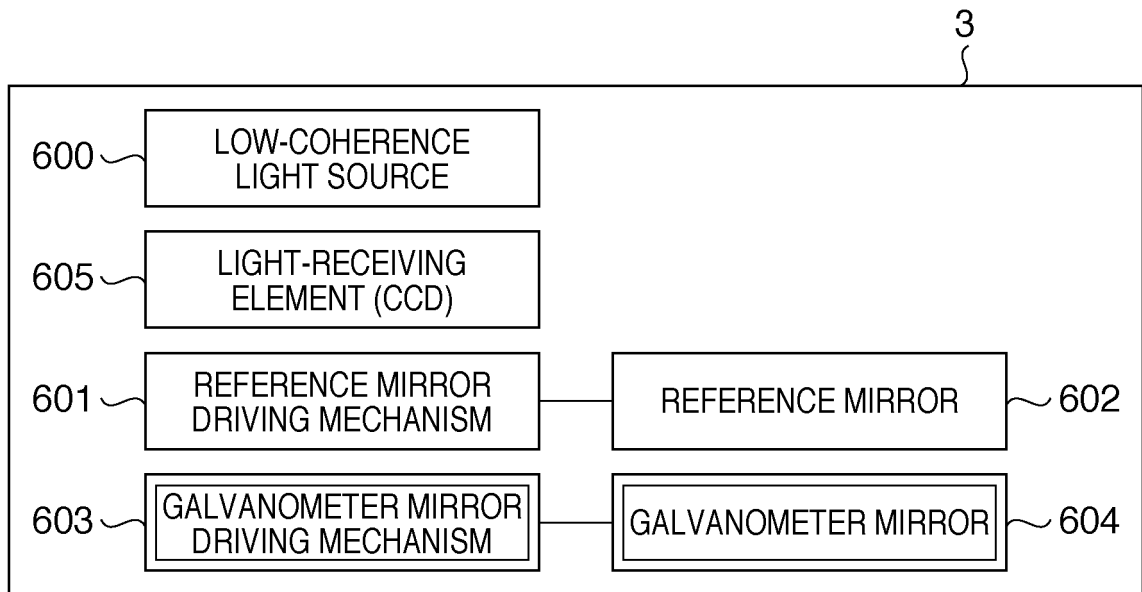 3
600
LOW-COHERENCE
LIGHT SOURCE
605
LIGHT-RECEIVING
ELEMENT (CCD)
601
REFERENCE MIRROR
DRIVING MECHANISM
REFERENCE MIRROR
602
603
GALVANOMETER MIRROR
DRIVING MECHANISM
GALVANOMETER MIRROR
604